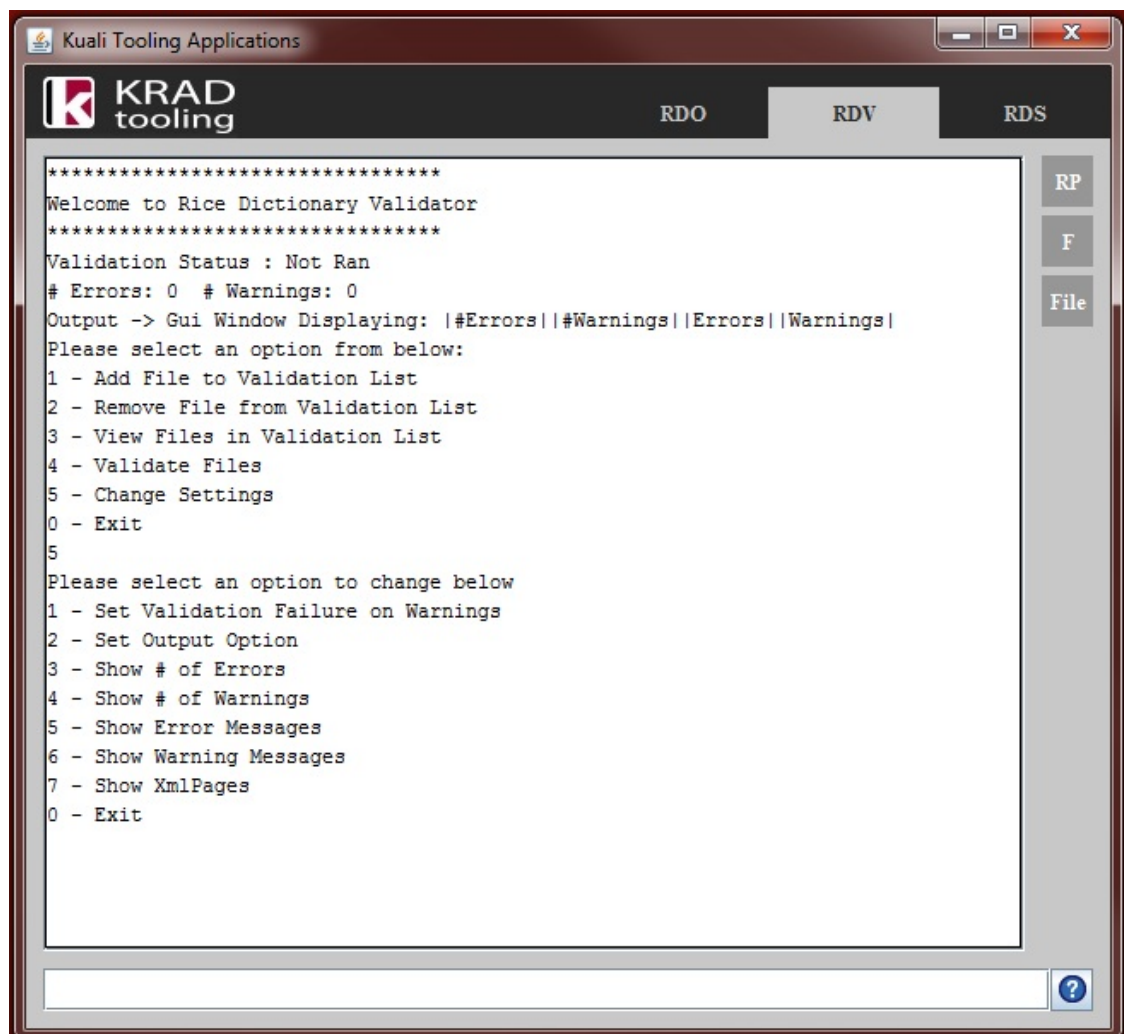 Kuali Tooling Applications
KRAD
tooling
RDO
RDV
RDS
*********************************
Welcome to Rice Dictionary Validator
*********************************
Validation Status : Not Ran
# Errors: 0  # Warnings: 0
Output -> Gui Window Displaying: |#Errors||#Warnings||Errors||Warnings|
Please select an option from below:
1 - Add File to Validation List
2 - Remove File from Validation List
3 - View Files in Validation List
4 - Validate Files
5 - Change Settings
0 - Exit
5
Please select an option to change below
1 - Set Validation Failure on Warnings
2 - Set Output Option
3 - Show # of Errors
4 - Show # of Warnings
5 - Show Error Messages
6 - Show Warning Messages
7 - Show XmlPages
0 - Exit
RP
F
File
?